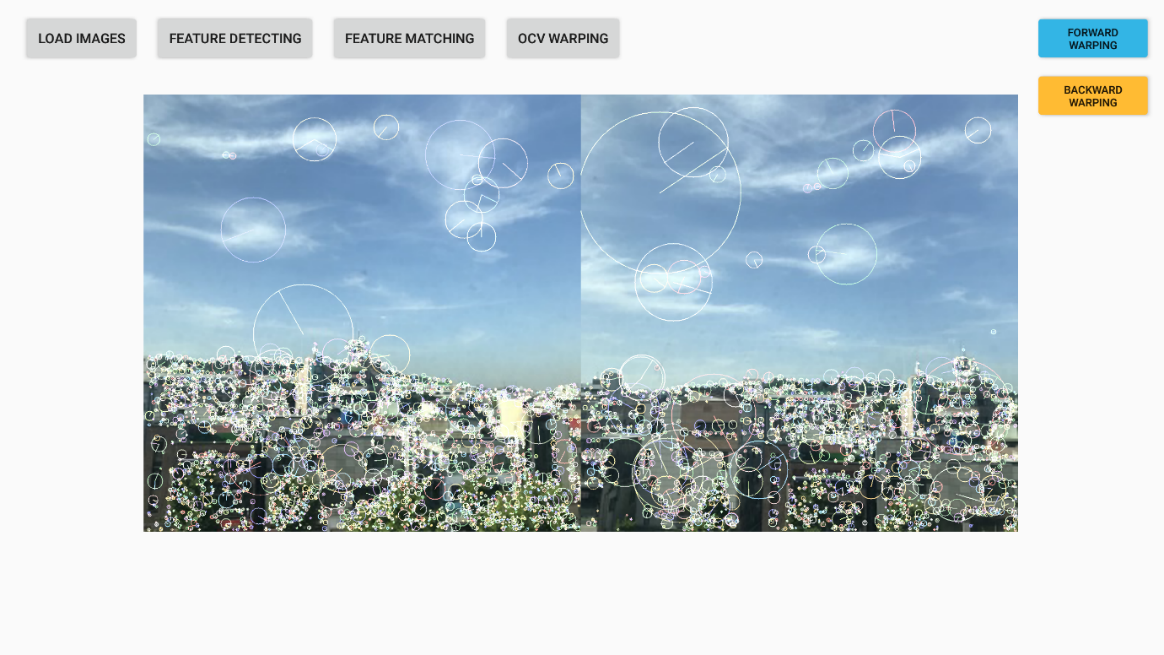 LOAD IMAGES
FEATURE DETECTING
FEATURE MATCHING
OCV WARPING
FORWARD
WARPING
BACKWARD
WARPING